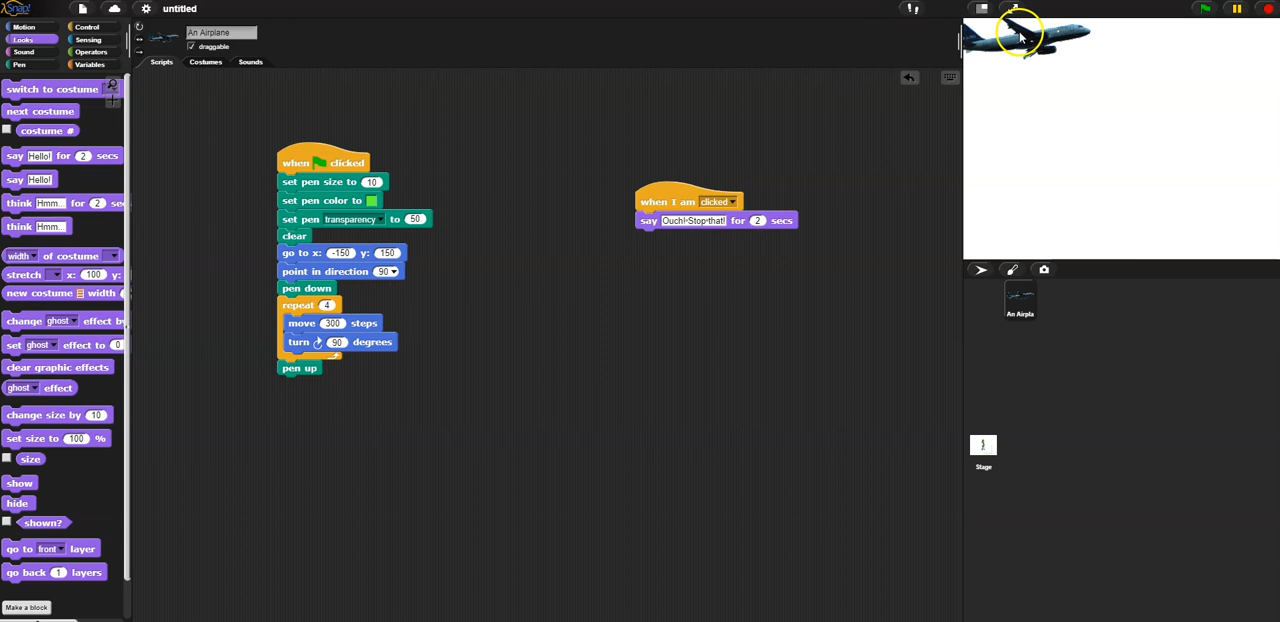 Snap!
untitled
Motion
Control
Looks
Sensing
Sound
Operators
Pen
Variables
An Airplane
draggable
Scripts
Costumes
Sounds
switch to costume
next costume
costume #
say Hello! for 2 secs
say Hello!
think Hmm... for 2 sec
think Hmm...
width of costume
stretch x: 100 y:
new costume width
change ghost effect by
set ghost effect to 0
clear graphic effects
ghost effect
change size by 10
set size to 100 %
size
show
hide
shown?
go to front layer
go back 1 layers
Make a block
when clicked
set pen size to 10
set pen color to
set pen transparency to 50
clear
go to x: -150 y: 150
point in direction 90
pen down
repeat 4
move 300 steps
turn 90 degrees
pen up
when I am clicked
say Ouch! Stop that! for 2 secs
An Airpla
Stage